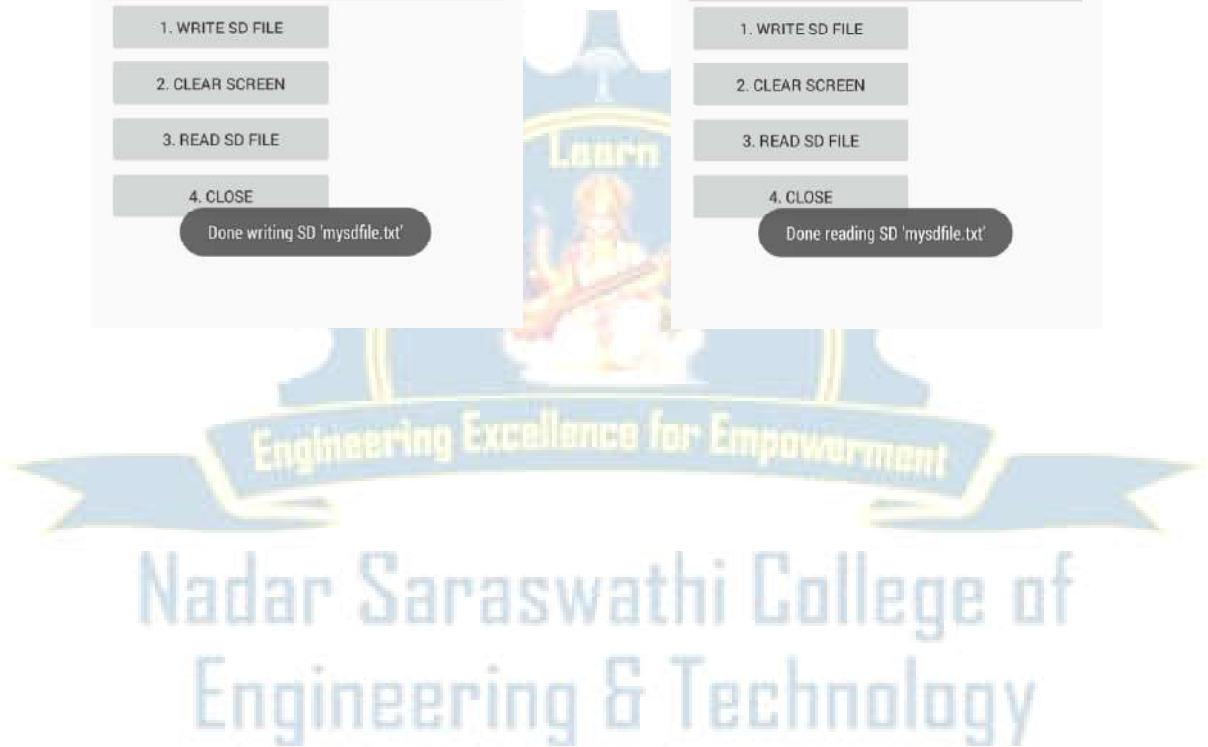 1. WRITE SD FILE
2. CLEAR SCREEN
3. READ SD FILE
4. CLOSE
Done writing SD 'mysdfile.txt'
1. WRITE SD FILE
2. CLEAR SCREEN
3. READ SD FILE
4. CLOSE
Done reading SD 'mysdfile.txt'
Learn
Engineering Excellence for Empowerment
Nadar Saraswathi College of
Engineering & Technology